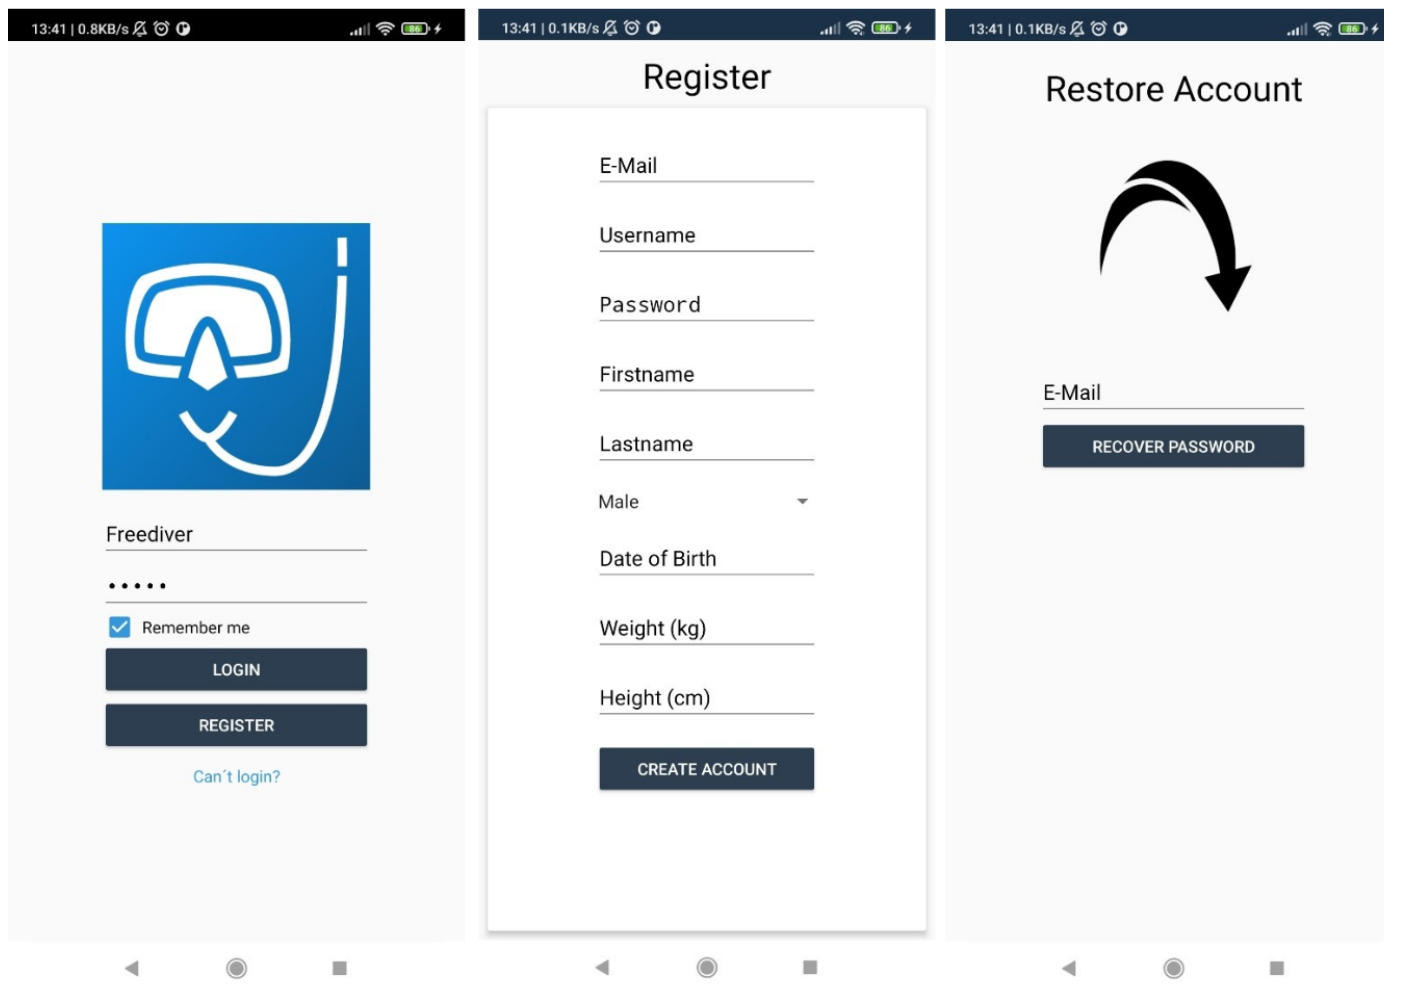 13:41 | 0.8KB/s
86
Freediver
•••••
Remember me
LOGIN
REGISTER
Can´t login?
13:41 | 0.1KB/s
86
Register
E-Mail
Username
Password
Firstname
Lastname
Male
Date of Birth
Weight (kg)
Height (cm)
CREATE ACCOUNT
13:41 | 0.1KB/s
86
Restore Account
E-Mail
RECOVER PASSWORD